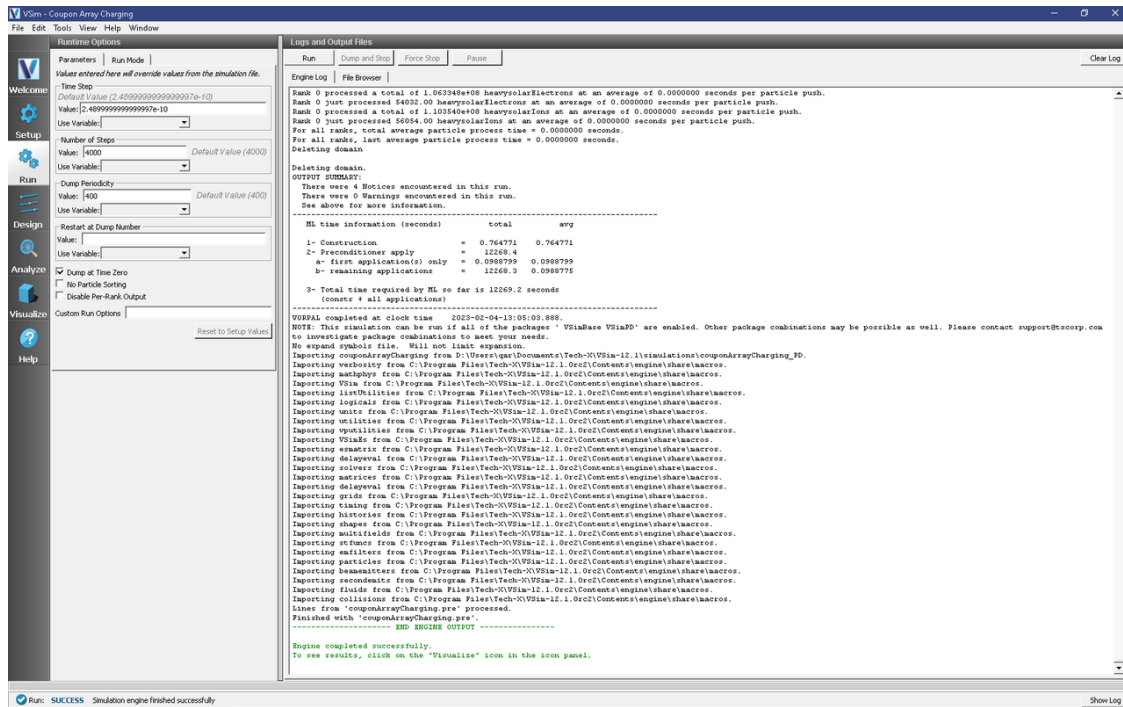 VSim - Coupon Array Charging
File Edit Tools View Help Window
Runtime Options
Parameters Run Mode
Values entered here will override values from the simulation file.
Time Step
Default Value (2.4899999999999997e-10)
Value: 2.4899999999999997e-10
Use Variable:
Number of Steps
Value: 4000 Default Value (4000)
Use Variable:
Dump Periodicity
Value: 400 Default Value (400)
Use Variable:
Restart at Dump Number
Value:
Use Variable:
Dump at Time Zero
No Particle Sorting
Disable Per-Rank Output
Custom Run Options
Reset to Setup Values
Welcome
Setup
Run
Design
Analyze
Visualize
Help
Logs and Output Files
Run Dump and Stop Force Stop Pause Clear Log
Engine Log File Browser
Rank 0 processed a total of 1.063348e+08 heavysolarElectrons at an average of 0.0000000 seconds per particle push.
Rank 0 just processed 54032.00 heavysolarElectrons at an average of 0.0000000 seconds per particle push.
Rank 0 processed a total of 1.103540e+08 heavysolarIons at an average of 0.0000000 seconds per particle push.
Rank 0 just processed 56054.00 heavysolarIons at an average of 0.0000000 seconds per particle push.
For all ranks, total average particle process time = 0.0000000 seconds.
For all ranks, last average particle process time = 0.0000000 seconds.
Deleting domain
Deleting domain.
OUTPUT SUMMARY:
There were 4 Notices encountered in this run.
There were 0 Warnings encountered in this run.
See above for more information.
-------------------------------------------------------------------------
ML time information (seconds) total avg
1- Construction = 0.764771 0.764771
2- Preconditioner apply = 12268.4
a- first application(s) only = 0.0988799 0.0988799
b- remaining applications = 12268.3 0.0988775
3- Total time required by ML so far is 12269.2 seconds
(constr + all applications)
-------------------------------------------------------------------------
VORPAL completed at clock time 2023-02-04-13:05:03.888.
NOTE: This simulation can be run if all of the packages ' VSimBase VSimPD' are enabled. Other package combinations may be possible as well. Please contact support@txcorp.com
to investigate package combinations to meet your needs.
No expand symbols file. Will not limit expansion.
Importing couponArrayCharging from D:\Users\qar\Documents\Tech-X\VSim-12.1\simulations\couponArrayCharging_PD.
Importing verbosity from C:\Program Files\Tech-X\VSim-12.1.0rc2\Contents\engine\share\macros.
Importing mathphys from C:\Program Files\Tech-X\VSim-12.1.0rc2\Contents\engine\share\macros.
Importing VSim from C:\Program Files\Tech-X\VSim-12.1.0rc2\Contents\engine\share\macros.
Importing listUtilities from C:\Program Files\Tech-X\VSim-12.1.0rc2\Contents\engine\share\macros.
Importing logicals from C:\Program Files\Tech-X\VSim-12.1.0rc2\Contents\engine\share\macros.
Importing units from C:\Program Files\Tech-X\VSim-12.1.0rc2\Contents\engine\share\macros.
Importing utilities from C:\Program Files\Tech-X\VSim-12.1.0rc2\Contents\engine\share\macros.
Importing vputilities from C:\Program Files\Tech-X\VSim-12.1.0rc2\Contents\engine\share\macros.
Importing VSimEs from C:\Program Files\Tech-X\VSim-12.1.0rc2\Contents\engine\share\macros.
Importing esmatrix from C:\Program Files\Tech-X\VSim-12.1.0rc2\Contents\engine\share\macros.
Importing delayeval from C:\Program Files\Tech-X\VSim-12.1.0rc2\Contents\engine\share\macros.
Importing solvers from C:\Program Files\Tech-X\VSim-12.1.0rc2\Contents\engine\share\macros.
Importing matrices from C:\Program Files\Tech-X\VSim-12.1.0rc2\Contents\engine\share\macros.
Importing delayeval from C:\Program Files\Tech-X\VSim-12.1.0rc2\Contents\engine\share\macros.
Importing grids from C:\Program Files\Tech-X\VSim-12.1.0rc2\Contents\engine\share\macros.
Importing timing from C:\Program Files\Tech-X\VSim-12.1.0rc2\Contents\engine\share\macros.
Importing histories from C:\Program Files\Tech-X\VSim-12.1.0rc2\Contents\engine\share\macros.
Importing shapes from C:\Program Files\Tech-X\VSim-12.1.0rc2\Contents\engine\share\macros.
Importing multifields from C:\Program Files\Tech-X\VSim-12.1.0rc2\Contents\engine\share\macros.
Importing stfuncs from C:\Program Files\Tech-X\VSim-12.1.0rc2\Contents\engine\share\macros.
Importing emfilters from C:\Program Files\Tech-X\VSim-12.1.0rc2\Contents\engine\share\macros.
Importing particles from C:\Program Files\Tech-X\VSim-12.1.0rc2\Contents\engine\share\macros.
Importing beamemitters from C:\Program Files\Tech-X\VSim-12.1.0rc2\Contents\engine\share\macros.
Importing secondemits from C:\Program Files\Tech-X\VSim-12.1.0rc2\Contents\engine\share\macros.
Importing fluids from C:\Program Files\Tech-X\VSim-12.1.0rc2\Contents\engine\share\macros.
Importing collisions from C:\Program Files\Tech-X\VSim-12.1.0rc2\Contents\engine\share\macros.
Lines from 'couponArrayCharging.pre' processed.
Finished with 'couponArrayCharging.pre'.
-------------------- END ENGINE OUTPUT ---------------
Engine completed successfully.
To see results, click on the "Visualize" icon in the icon panel.
Run: SUCCESS Simulation engine finished successfully Show Log